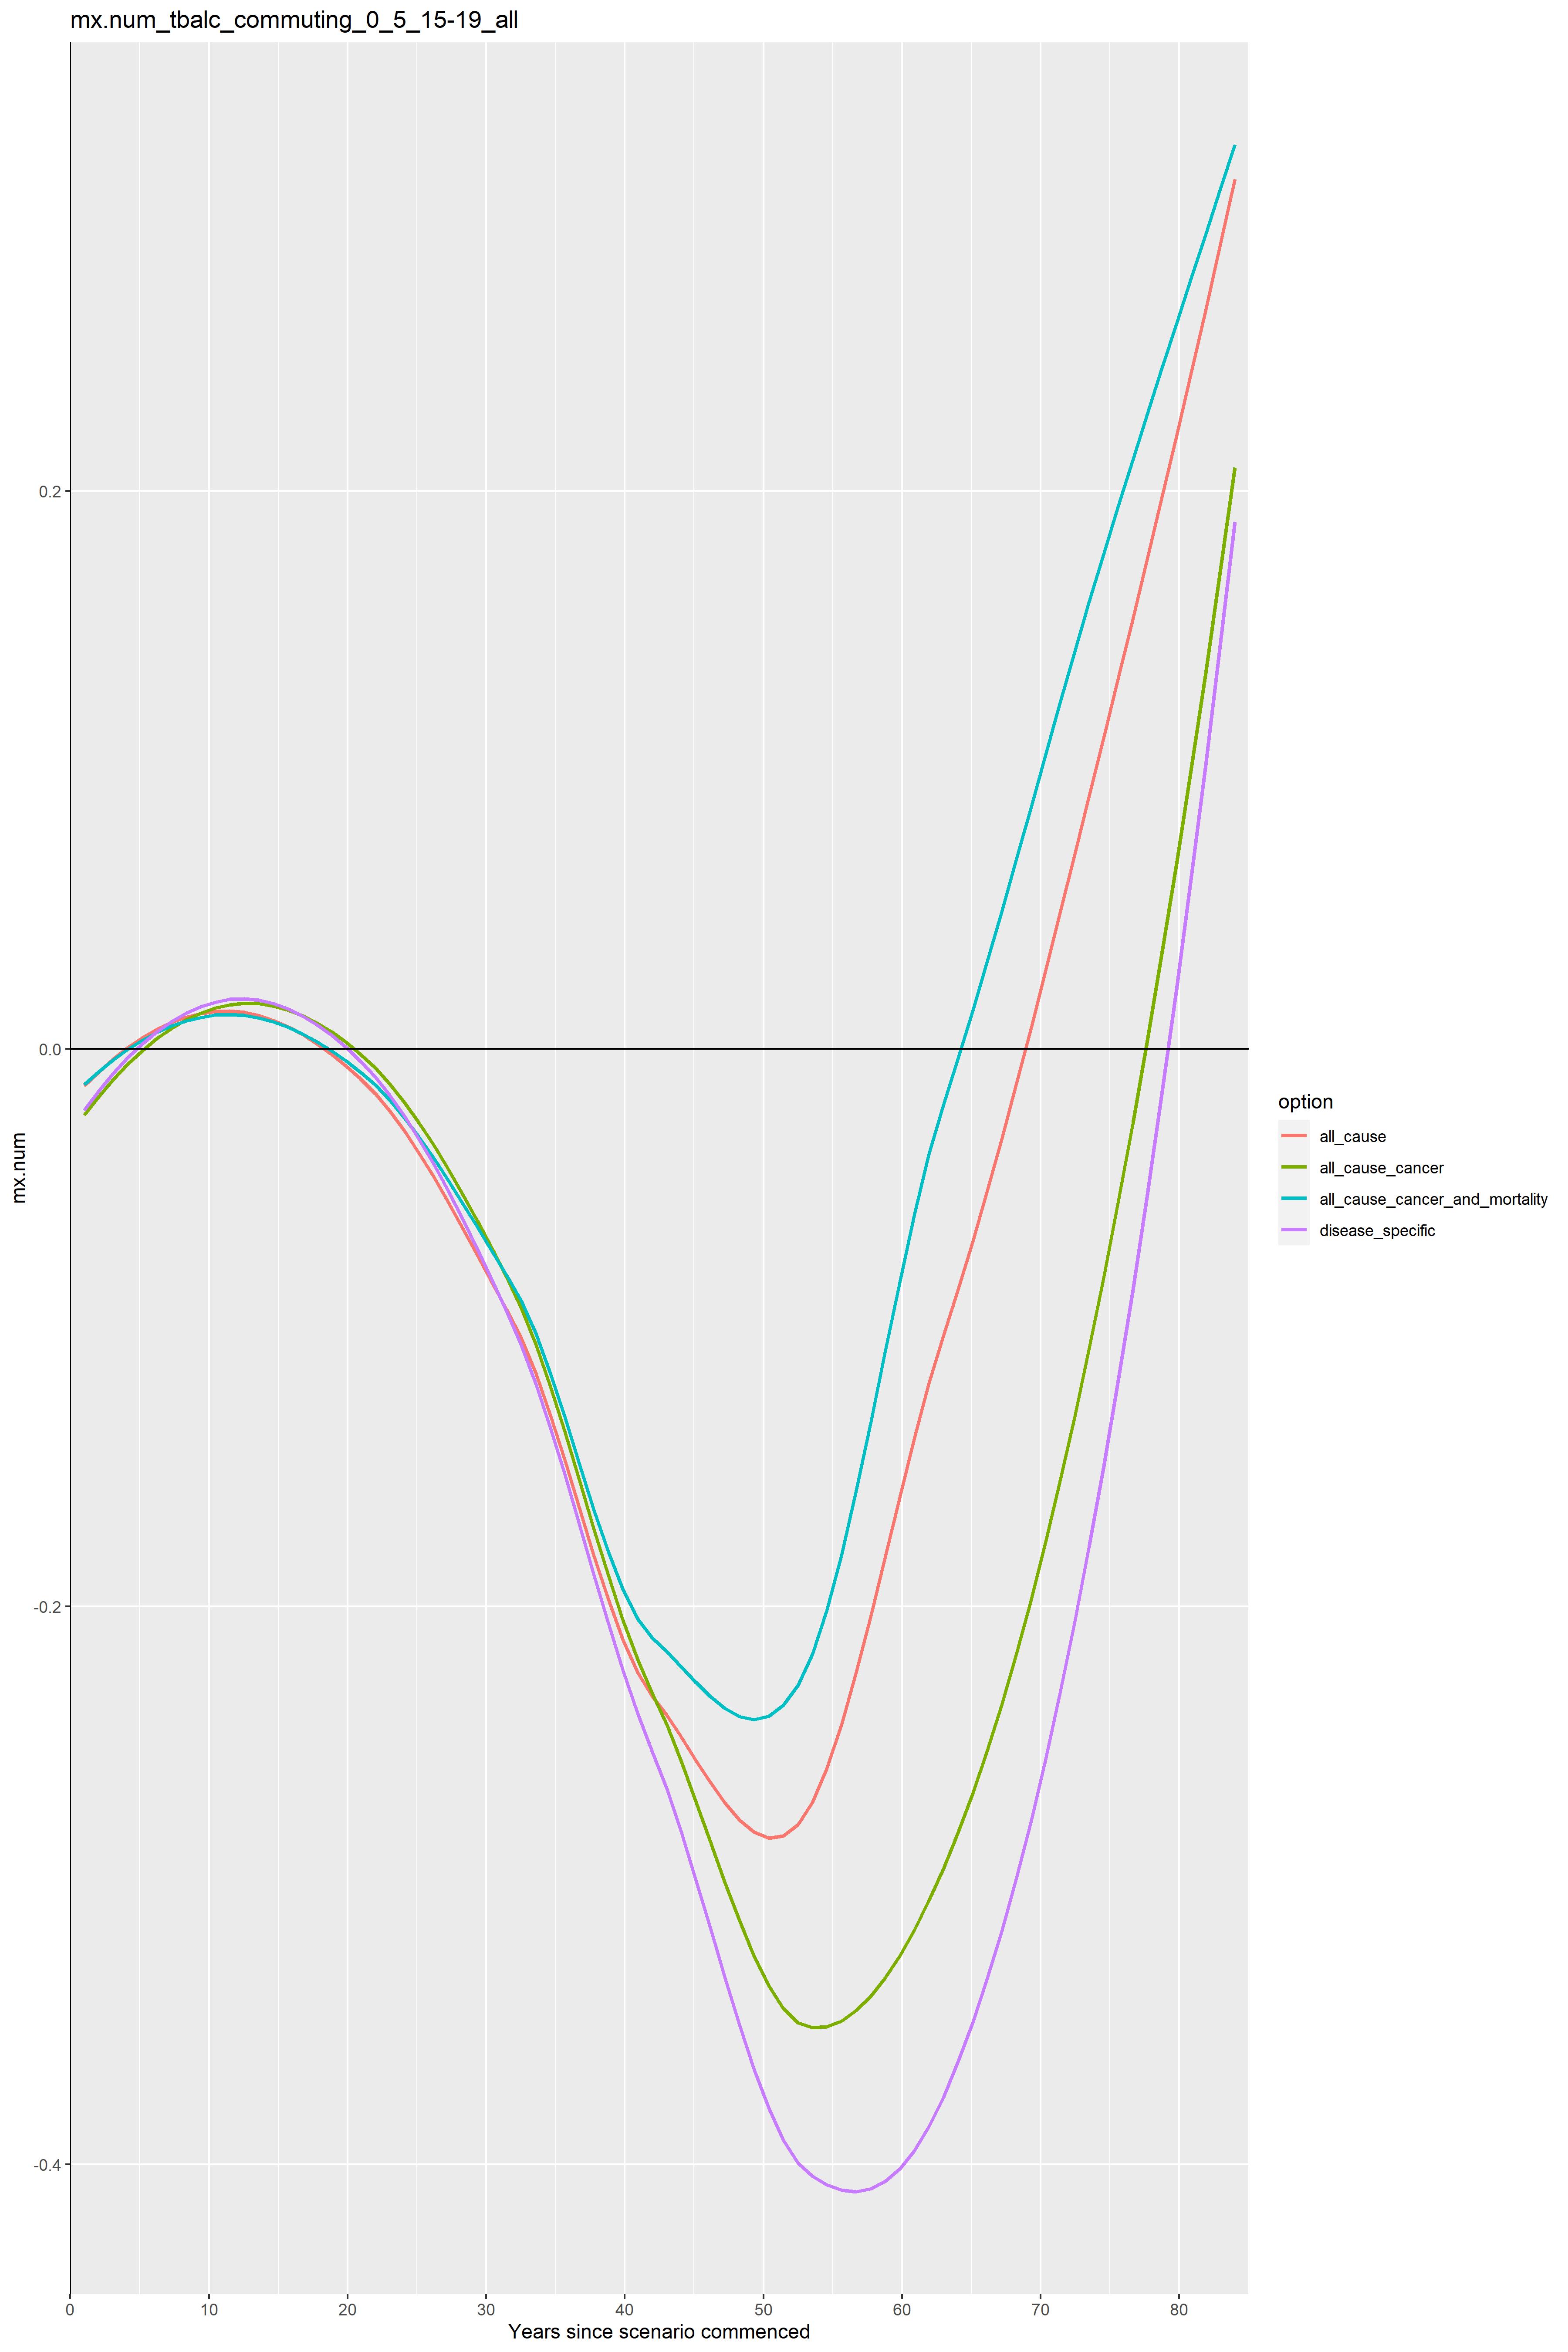 mx.num_tbalc_commuting_0_5_15-19_all
0.2
0.0
-0.2
-0.4
mx.num
0 10 20 30 40 50 60 70 80
Years since scenario commenced
option
all_cause
all_cause_cancer
all_cause_cancer_and_mortality
disease_specific